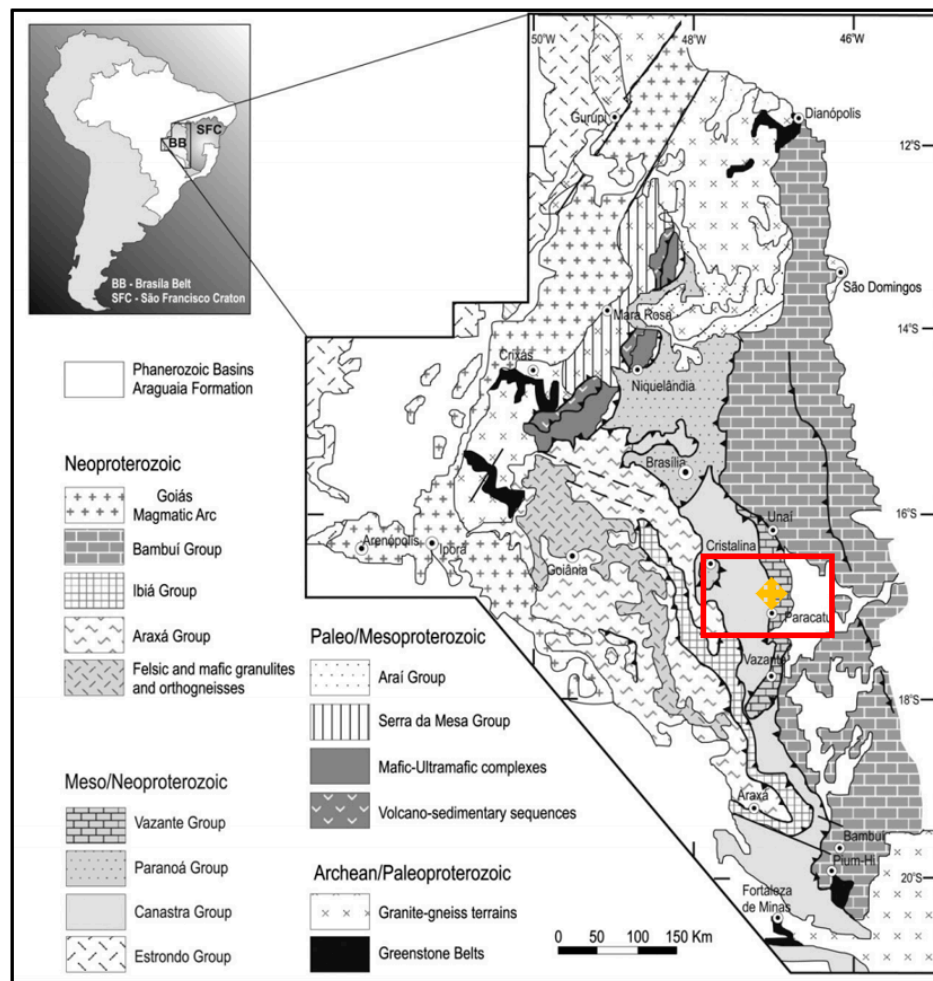 50°W
48°W
46°W
SFC
BB
BB - Brasíla Belt
SFC - São Francisco Craton
Gurupi
Dianópolis
12°S
São Domingos
Mara Rosa
14°S
Crixás
Niquelândia
Brasília
Unaí
16°S
Cristalina
Arenópolis
Iporá
Goiânia
Paracatu
Vazante
18°S
Araxá
Bambuí
Pium-Hi
20°S
Fortaleza
de Minas
0 50 100 150 Km
Phanerozoic Basins
Araguaia Formation
Neoproterozoic
Goiás
Magmatic Arc
Bambuí Group
Ibiá Group
Araxá Group
Felsic and mafic granulites
and orthogneisses
Meso/Neoproterozoic
Vazante Group
Paranoá Group
Canastra Group
Estrondo Group
Paleo/Mesoproterozoic
Araí Group
Serra da Mesa Group
Mafic-Ultramafic complexes
Volcano-sedimentary sequences
Archean/Paleoproterozoic
Granite-gneiss terrains
Greenstone Belts